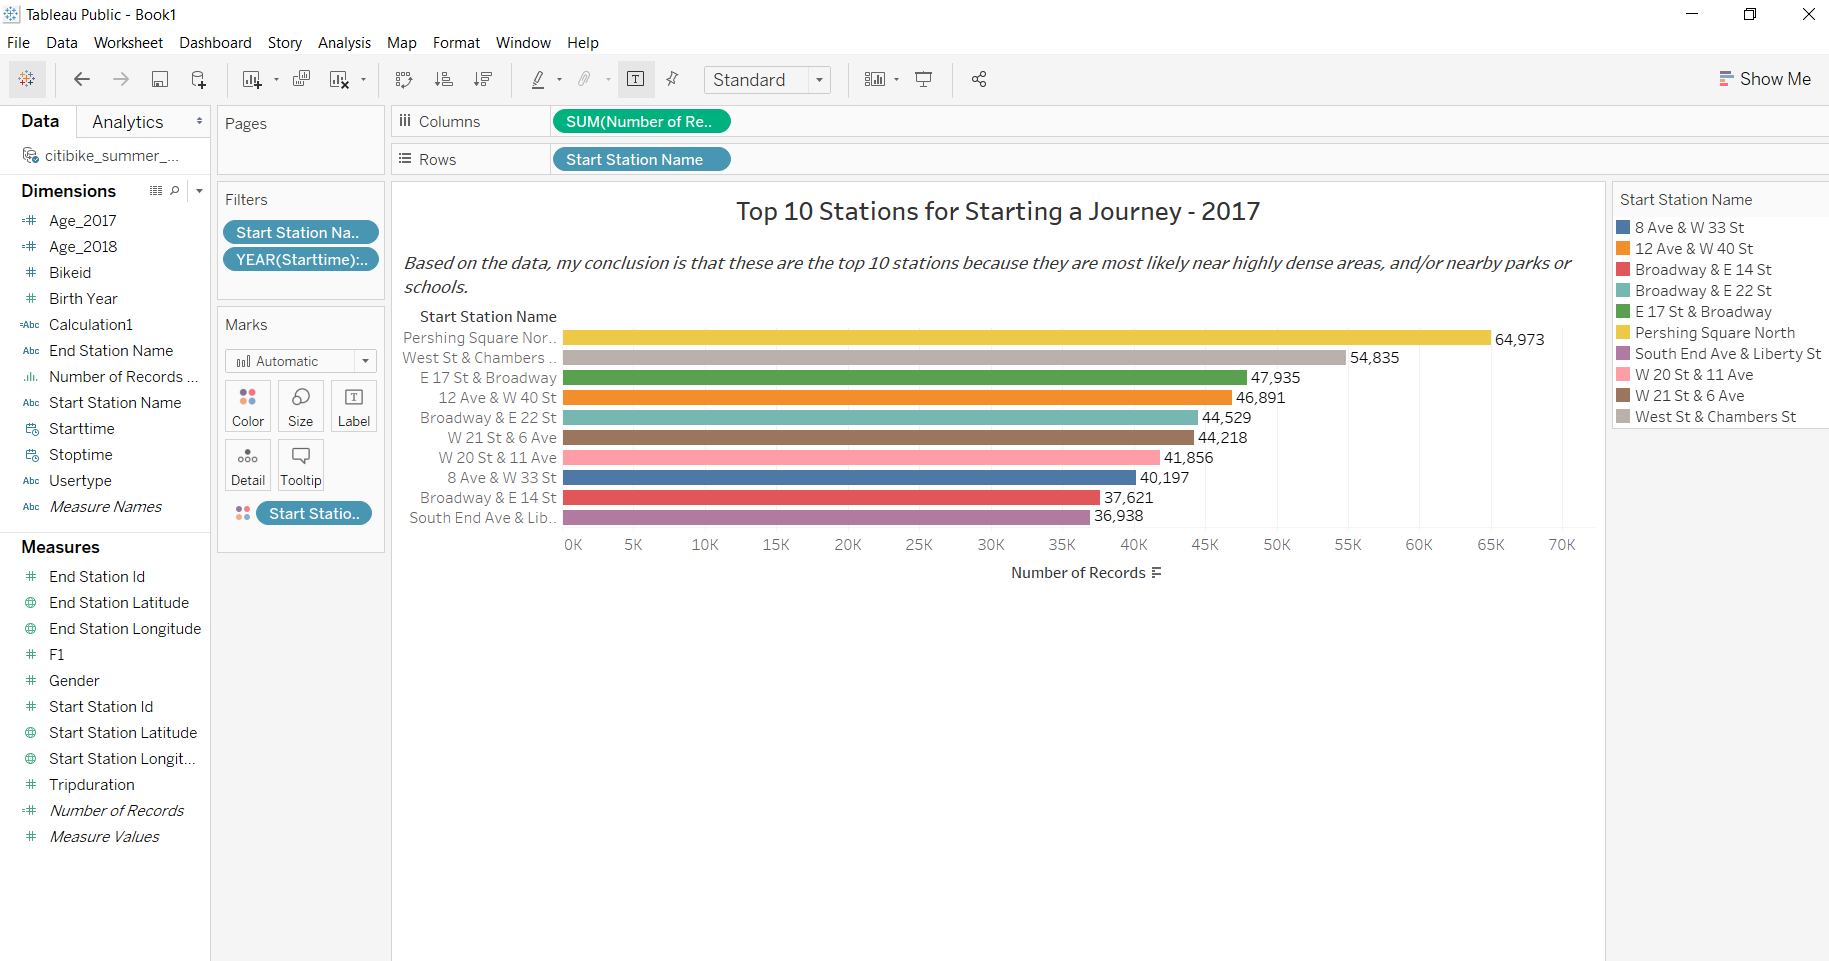 Tableau Public - Book1
File Data Worksheet Dashboard Story Analysis Map Format Window Help
Standard
Show Me
Data Analytics
citibike_summer_...
Dimensions
Age_2017
Age_2018
Bikeid
Birth Year
=Abc Calculation1
Abc End Station Name
Number of Records ...
Abc Start Station Name
Starttime
Stoptime
Abc Usertype
Abc Measure Names
Measures
End Station Id
End Station Latitude
End Station Longitude
F1
Gender
Start Station Id
Start Station Latitude
Start Station Longit...
Tripduration
Number of Records
Measure Values
Pages
Filters
Start Station Na..
YEAR(Starttime):..
Marks
Automatic
Color Size Label
Detail Tooltip
Start Statio..
Columns SUM(Number of Re..
Rows Start Station Name
Top 10 Stations for Starting a Journey - 2017
Based on the data, my conclusion is that these are the top 10 stations because they are most likely near highly dense areas, and/or nearby parks or
schools.
Start Station Name
Pershing Square Nor.. 64,973
West St & Chambers .. 54,835
E 17 St & Broadway 47,935
12 Ave & W 40 St 46,891
Broadway & E 22 St 44,529
W 21 St & 6 Ave 44,218
W 20 St & 11 Ave 41,856
8 Ave & W 33 St 40,197
Broadway & E 14 St 37,621
South End Ave & Lib.. 36,938
0K 5K 10K 15K 20K 25K 30K 35K 40K 45K 50K 55K 60K 65K 70K
Number of Records
Start Station Name
8 Ave & W 33 St
12 Ave & W 40 St
Broadway & E 14 St
Broadway & E 22 St
E 17 St & Broadway
Pershing Square North
South End Ave & Liberty St
W 20 St & 11 Ave
W 21 St & 6 Ave
West St & Chambers St